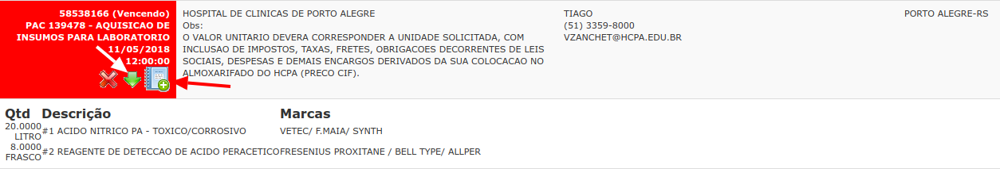 58538166 (Vencendo)
PAC 139478 - AQUISICAO DE
INSUMOS PARA LABORATORIO
11/05/2018
12:00:00
HOSPITAL DE CLINICAS DE PORTO ALEGRE
Obs:
O VALOR UNITARIO DEVERA CORRESPONDER A UNIDADE SOLICITADA, COM
INCLUSAO DE IMPOSTOS, TAXAS, FRETES, OBRIGACOES DECORRENTES DE LEIS
SOCIAIS, DESPESAS E DEMAIS ENCARGOS DERIVADOS DA SUA COLOCACAO NO
ALMOXARIFADO DO HCPA (PRECO CIF).
TIAGO
(51) 3359-8000
VZANCHET@HCPA.EDU.BR
PORTO ALEGRE-RS
Qtd Descrição Marcas
20.0000
LITRO
#1 ACIDO NITRICO PA - TOXICO/CORROSIVO VETEC/ F.MAIA/ SYNTH
8.0000
FRASCO
#2 REAGENTE DE DETECCAO DE ACIDO PERACETICO FRESENIUS PROXITANE / BELL TYPE/ ALLPER